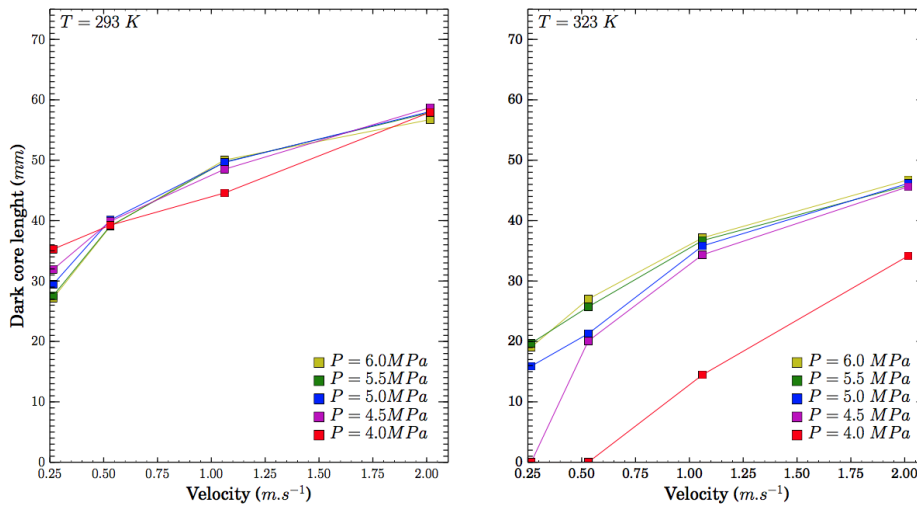 T = 293 K
70
60
50
40
30
20
10
0
Dark core lenght (mm)
P = 6.0MPa
P = 5.5MPa
P = 5.0MPa
P = 4.5MPa
P = 4.0MPa
0.25 0.50 0.75 1.00 1.25 1.50 1.75 2.00
Velocity (m.s⁻¹)
T = 323 K
70
60
50
40
30
20
10
0
P = 6.0 MPa
P = 5.5 MPa
P = 5.0 MPa
P = 4.5 MPa
P = 4.0 MPa
0.25 0.50 0.75 1.00 1.25 1.50 1.75 2.00
Velocity (m.s⁻¹)